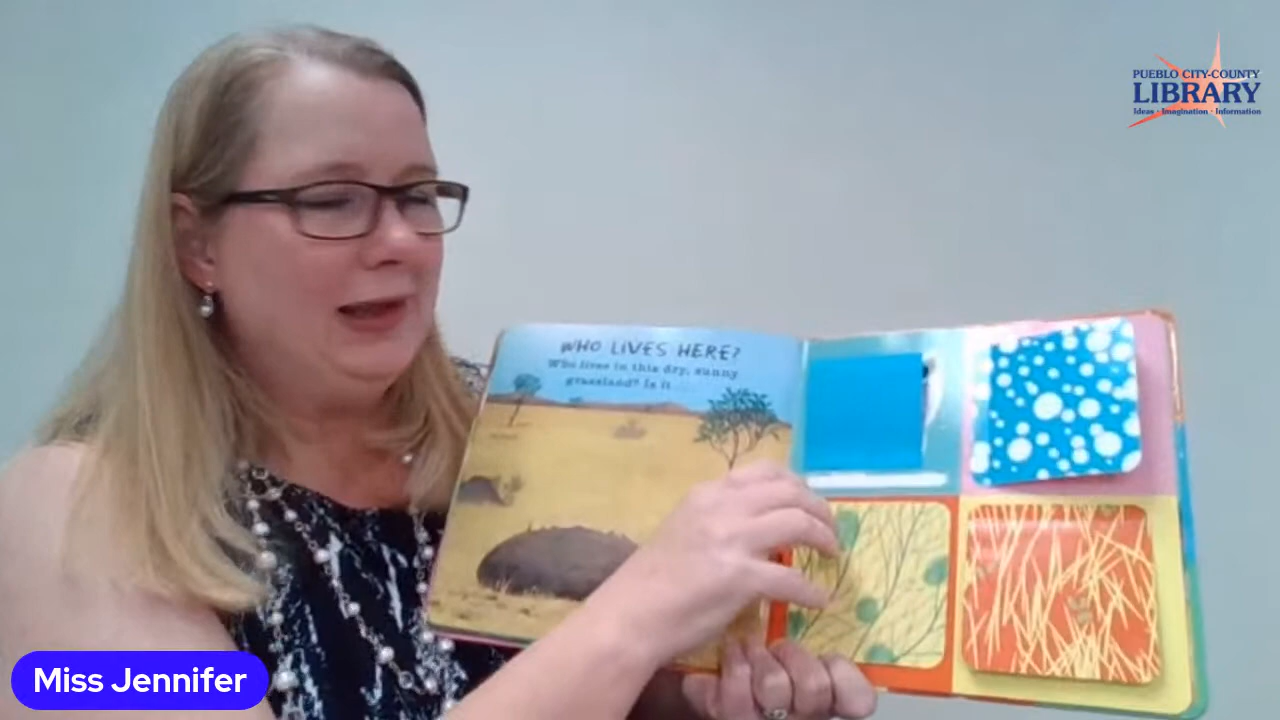 PUEBLO CITY-COUNTY
LIBRARY
Ideas · Imagination · Information
WHO LIVES HERE?
Who lives in this dry, sunny
grassland? Is it
Miss Jennifer